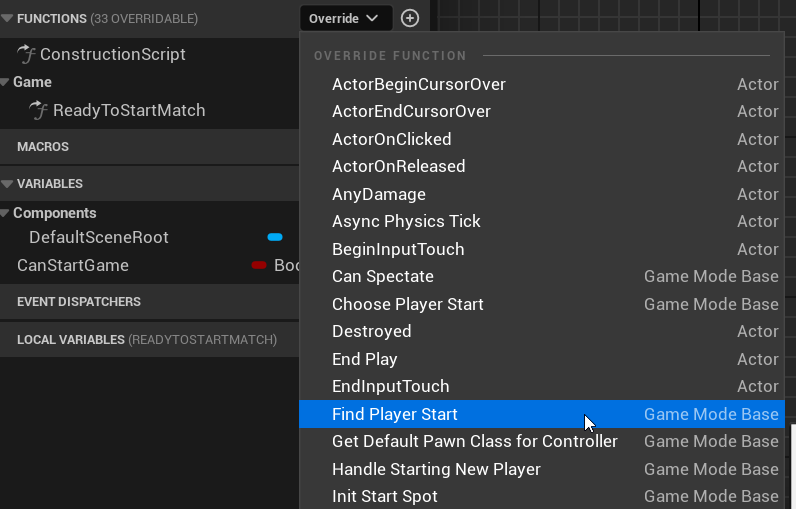 FUNCTIONS (33 OVERRIDABLE)
Override
ConstructionScript
Game
ReadyToStartMatch
MACROS
VARIABLES
Components
DefaultSceneRoot
CanStartGame
EVENT DISPATCHERS
LOCAL VARIABLES (READYTOSTARTMATCH)
OVERRIDE FUNCTION
ActorBeginCursorOver Actor
ActorEndCursorOver Actor
ActorOnClicked Actor
ActorOnReleased Actor
AnyDamage Actor
Async Physics Tick Actor
BeginInputTouch Actor
Can Spectate Game Mode Base
Choose Player Start Game Mode Base
Destroyed Actor
End Play Actor
EndInputTouch Actor
Find Player Start Game Mode Base
Get Default Pawn Class for Controller Game Mode Base
Handle Starting New Player Game Mode Base
Init Start Spot Game Mode Base